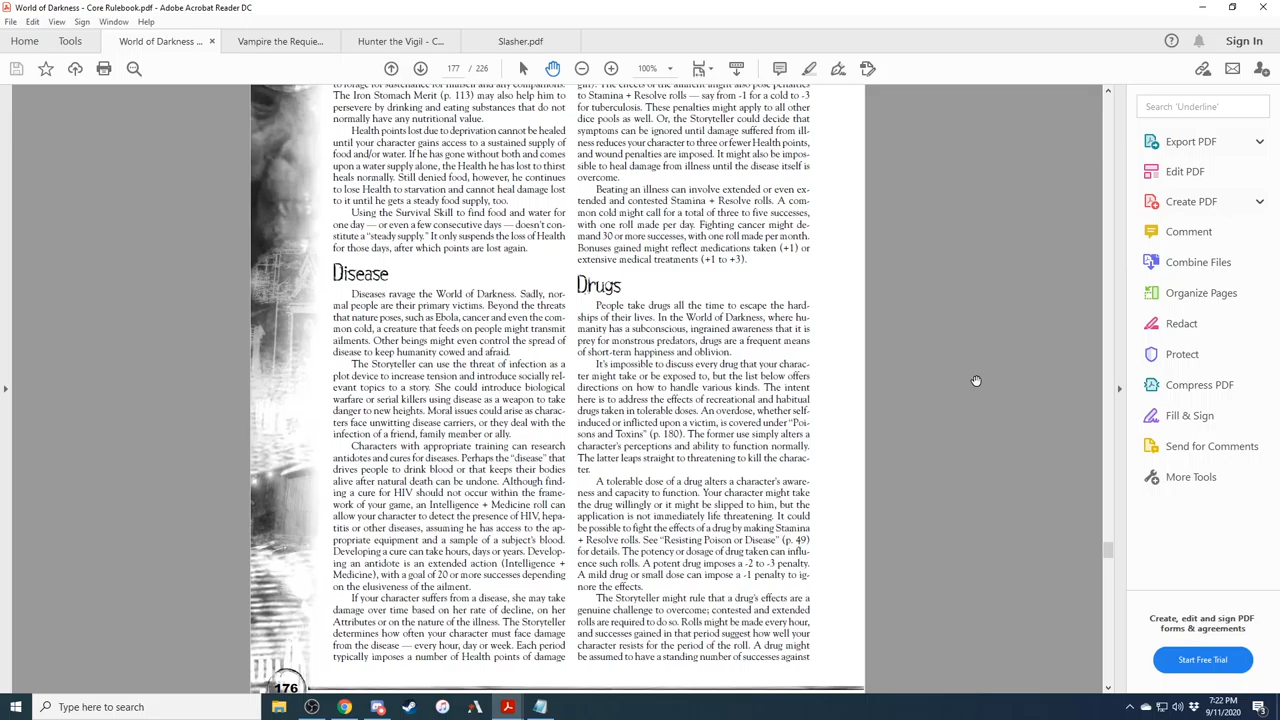 World of Darkness - Core Rulebook.pdf - Adobe Acrobat Reader DC
File Edit View Sign Window Help
Home Tools World of Darkness ... × Vampire the Requie... Hunter the Vigil - C... Slasher.pdf Sign In
177 / 226 100%
The Iron Stomach Merit (p. 113) may also help him to
persevere by drinking and eating substances that do not
normally have any nutritional value.
Health points lost due to deprivation cannot be healed
until your character gains access to a sustained supply of
food and/or water. If he has gone without both and comes
upon a water supply alone, the Health he has lost to thirst
heals normally. Still denied food, however, he continues
to lose Health to starvation and cannot heal damage lost
to it until he gets a steady food supply, too.
Using the Survival Skill to find food and water for
one day — or even a few consecutive days — doesn't con-
stitute a “steady supply.” It only suspends the loss of Health
for those days, after which points are lost again.
Disease
Diseases ravage the World of Darkness. Sadly, nor-
mal people are their primary victims. Beyond the threats
that nature poses, such as Ebola, cancer and even the com-
mon cold, a creature that feeds on people might transmit
ailments. Other beings might even control the spread of
disease to keep humanity cowed and afraid.
The Storyteller can use the threat of infection as a
plot device to increase tension and introduce socially rel-
evant topics to a story. She could introduce biological
warfare or serial killers using disease as a weapon to take
danger to new heights. Moral issues could arise as charac-
ters face unwitting disease carriers, or they deal with the
infection of a friend, family member or ally.
Characters with appropriate training can research
antidotes and cures for diseases. Perhaps the “disease” that
drives people to drink blood or that keeps their bodies
alive after natural death can be undone. Although find-
ing a cure for HIV should not occur within the frame-
work of your game, an Intelligence + Medicine roll can
allow your character to detect the presence of HIV, hepa-
titis or other diseases, assuming he has access to the ap-
propriate equipment and a sample of a subject's blood.
Developing a cure can take hours, days or years. Develop-
ing an antidote is an extended action (Intelligence +
Medicine), with a goal of 20 or more successes depending
on the elusiveness of the ailment.
If your character suffers from a disease, she may take
damage over time based on her rate of decline, on her
Attributes or on the nature of the illness. The Storyteller
determines how often your character must face damage
from the disease — every hour, day or week. Each period
typically imposes a number of Health points of damage
176
to Stamina + Resolve rolls — say from -1 for a cold to -3
for tuberculosis. These penalties might apply to all other
dice pools as well. Or, the Storyteller could decide that
symptoms can be ignored until damage suffered from ill-
ness reduces your character to three or fewer Health points,
and wound penalties are imposed. It might also be impos-
sible to heal damage from illness until the disease itself is
overcome.
Beating an illness can involve extended or even ex-
tended and contested Stamina + Resolve rolls. A com-
mon cold might call for a total of three to five successes,
with one roll made per day. Fighting cancer might de-
mand 30 or more successes, with one roll made per month.
Bonuses gained might reflect medications taken (+1) or
extensive medical treatments (+1 to +3).
Drugs
People take drugs all the time to escape the hard-
ships of their lives. In the World of Darkness, where hu-
manity has a subconscious, ingrained awareness that it is
prey for monstrous predators, drugs are a frequent means
of short-term happiness and oblivion.
It's impossible to discuss every drug that your charac-
ter might take or be exposed to, but the list below offers
directions on how to handle various kinds. The intent
here is to address the effects of recreational and habitual
drugs taken in tolerable doses. An overdose, whether self-
induced or inflicted upon a victim, is covered under “Poi-
sons and Toxins” (p. 180). The former use simply alters a
character's perceptions and ability to function normally.
The latter leaps straight to threatening to kill the charac-
ter.
A tolerable dose of a drug alters a character's aware-
ness and capacity to function. Your character might take
the drug willingly or it might be slipped to him, but the
application is not immediately life threatening. It could
be possible to fight the effects of a drug by making Stamina
+ Resolve rolls. See “Resisting Poison or Disease” (p. 49)
for details. The potency or dosage of drug taken can influ-
ence such rolls. A potent drug imposes a -2 to -3 penalty.
A mild drug or small dose can impose a -1 penalty to ig-
nore the effects.
The Storyteller might rule that a drug's effects are a
genuine challenge to overcome; contested and extended
rolls are required to do so. Rolls might be made every hour,
and successes gained in the period suggest how well your
character resists for the period of the roll. A drug might
be assumed to have a standing number of successes against
Search 'Underline'
Export PDF
Edit PDF
Create PDF
Comment
Combine Files
Organize Pages
Redact
Protect
Compress PDF
Fill & Sign
Send for Comments
More Tools
Create, edit and sign PDF
forms & agreements
Start Free Trial
Type here to search
7:22 PM
9/11/2020
3